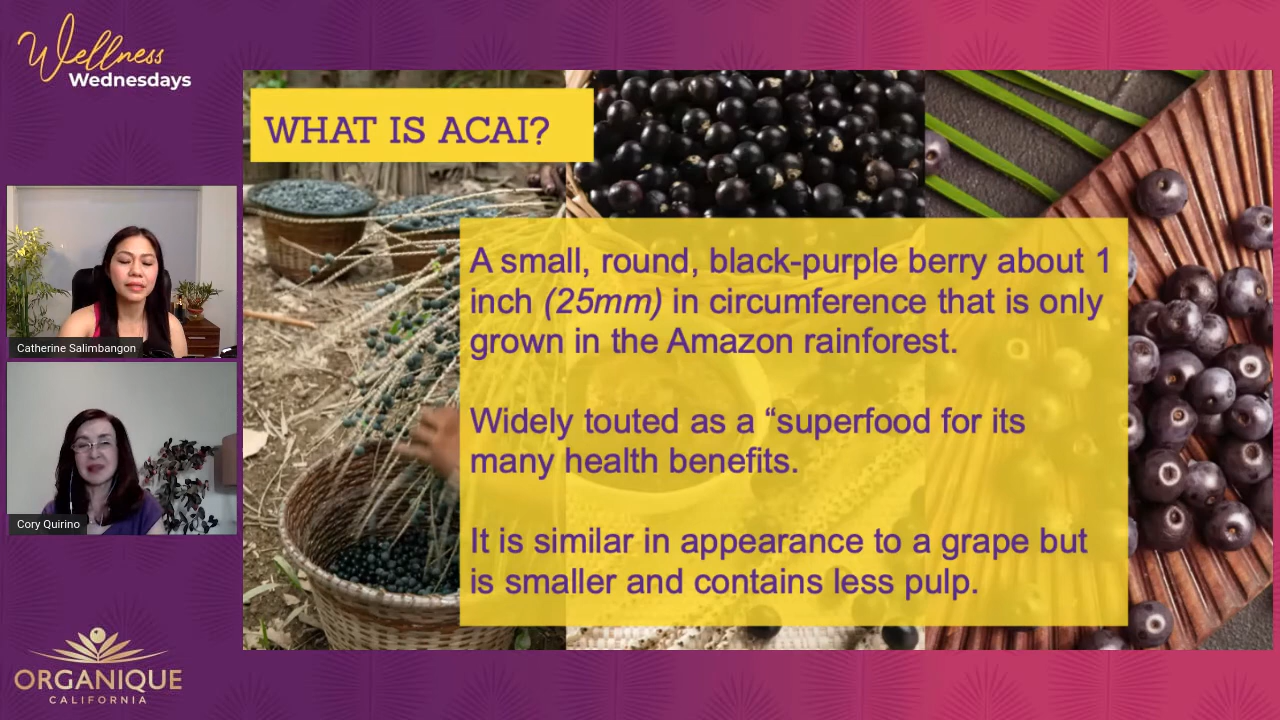 Wellness
Wednesdays
WHAT IS ACAI?
A small, round, black-purple berry about 1
inch (25mm) in circumference that is only
grown in the Amazon rainforest.
Widely touted as a “superfood for its
many health benefits.
It is similar in appearance to a grape but
is smaller and contains less pulp.
Catherine Salimbangon
Cory Quirino
ORGANIQUE
CALIFORNIA